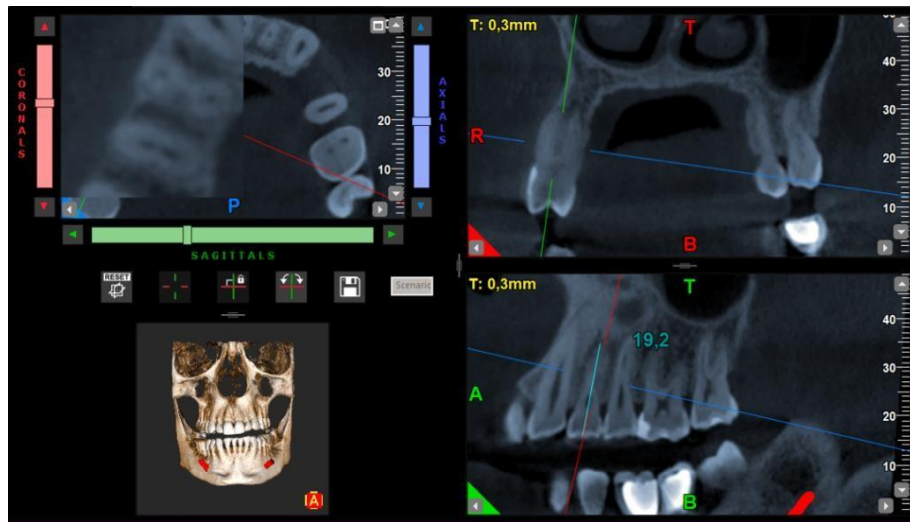 CORONALS
30
20
10
P
AXIALS
SAGITTALS
RESET
Scenaric
A
T: 0,3mm
T
40
30
20
10
R
B
T: 0,3mm
T
40
19,2
30
A
20
10
B